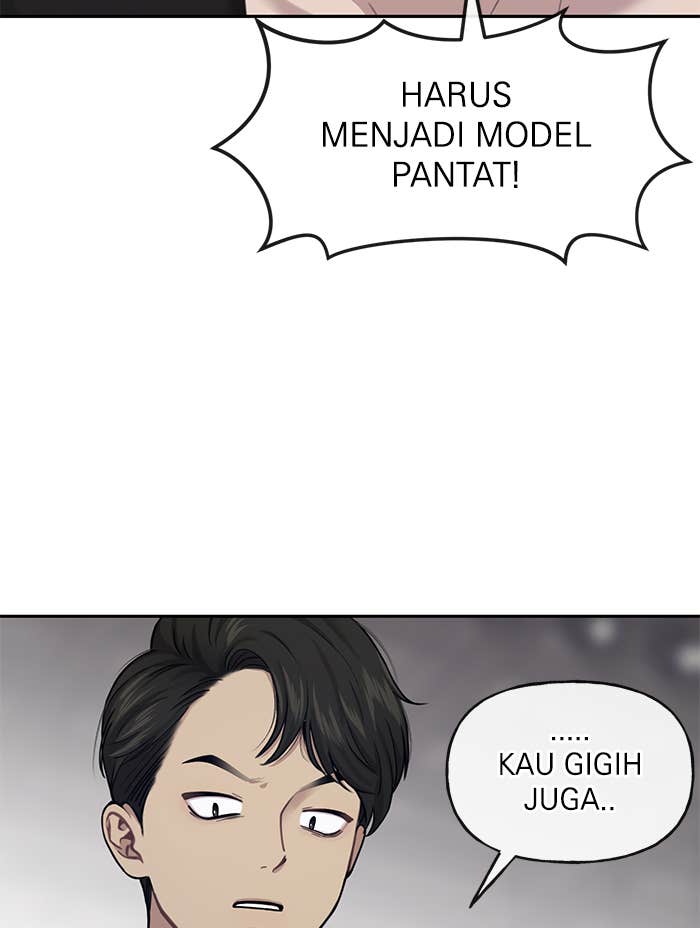 HARUS
MENJADI MODEL
PANTAT!
.....
KAU GIGIH
JUGA..